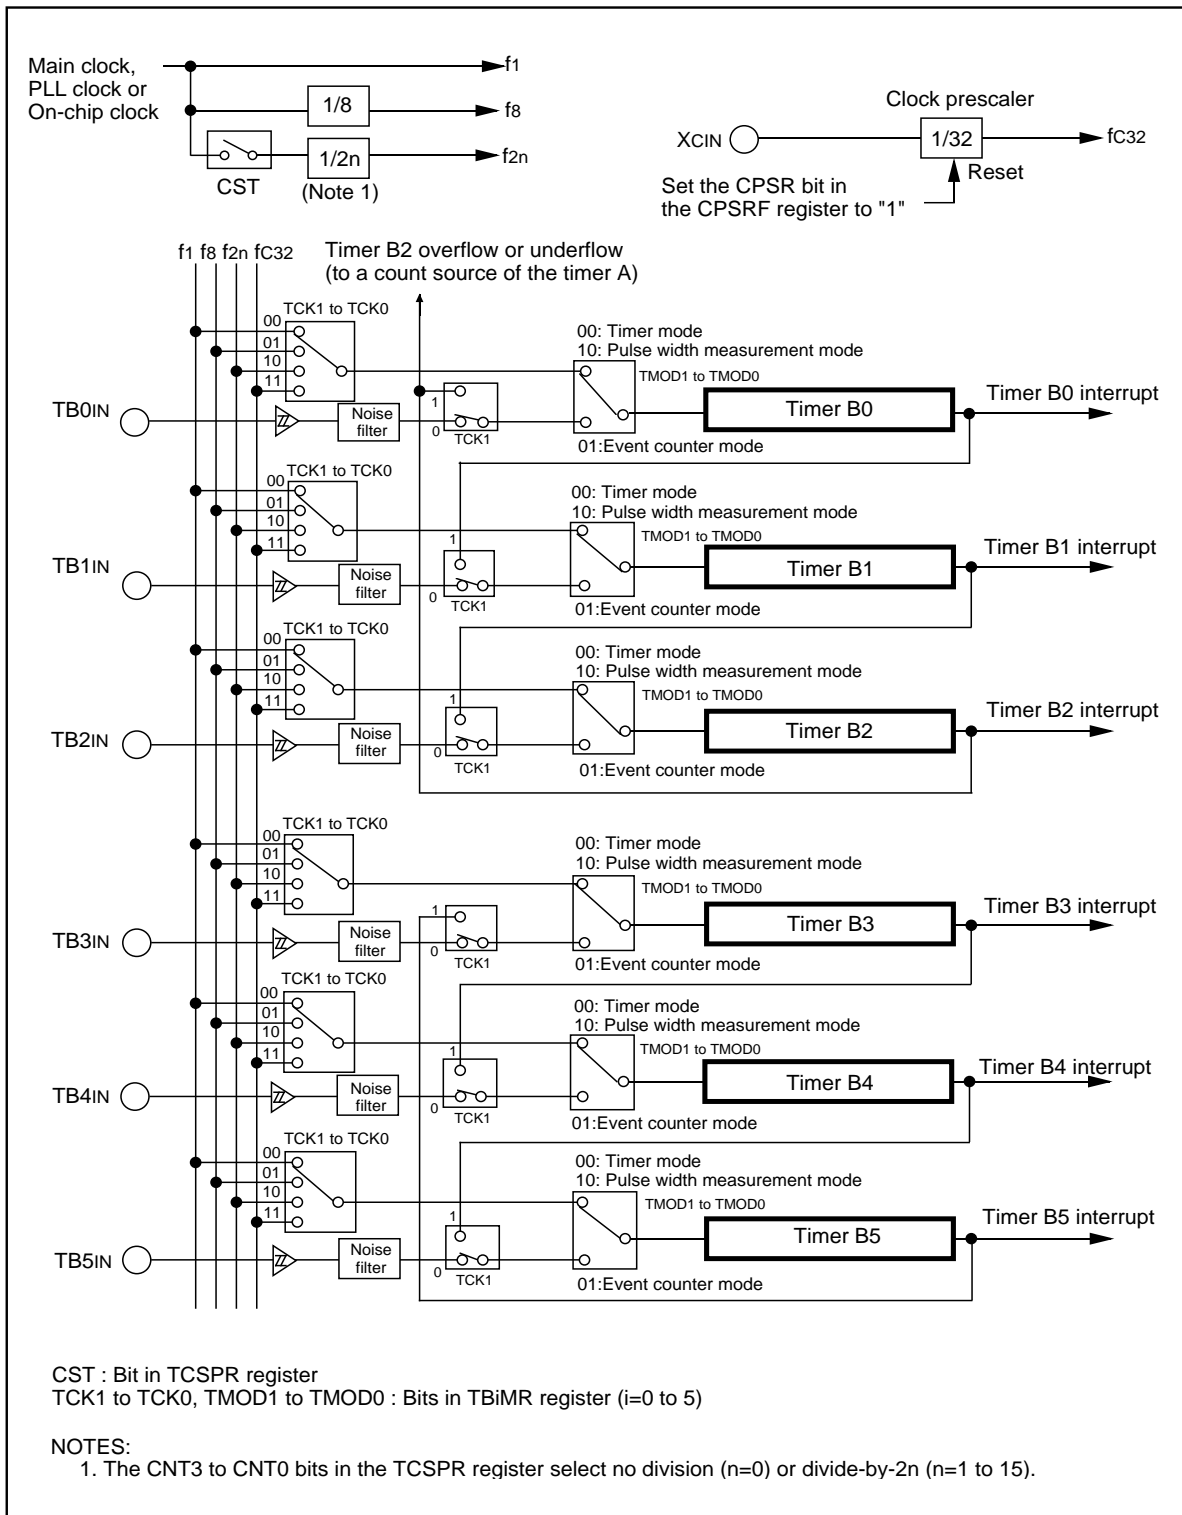 Main clock,
PLL clock or
On-chip clock
f1
1/8
f8
CST
1/2n
(Note 1)
f2n
Clock prescaler
XCIN
1/32
fC32
Reset
Set the CPSR bit in
the CPSRF register to "1"
f1 f8 f2n fC32
Timer B2 overflow or underflow
(to a count source of the timer A)
TCK1 to TCK0
00
01
10
11
TB0IN
Noise
filter
1
0
TCK1
00: Timer mode
10: Pulse width measurement mode
TMOD1 to TMOD0
01:Event counter mode
Timer B0
Timer B0 interrupt
TCK1 to TCK0
00
01
10
11
TB1IN
Noise
filter
1
0
TCK1
00: Timer mode
10: Pulse width measurement mode
TMOD1 to TMOD0
01:Event counter mode
Timer B1
Timer B1 interrupt
TCK1 to TCK0
00
01
10
11
TB2IN
Noise
filter
1
0
TCK1
00: Timer mode
10: Pulse width measurement mode
TMOD1 to TMOD0
01:Event counter mode
Timer B2
Timer B2 interrupt
TCK1 to TCK0
00
01
10
11
TB3IN
Noise
filter
1
0
TCK1
00: Timer mode
10: Pulse width measurement mode
TMOD1 to TMOD0
01:Event counter mode
Timer B3
Timer B3 interrupt
TCK1 to TCK0
00
01
10
11
TB4IN
Noise
filter
1
0
TCK1
00: Timer mode
10: Pulse width measurement mode
TMOD1 to TMOD0
01:Event counter mode
Timer B4
Timer B4 interrupt
TCK1 to TCK0
00
01
10
11
TB5IN
Noise
filter
1
0
TCK1
00: Timer mode
10: Pulse width measurement mode
TMOD1 to TMOD0
01:Event counter mode
Timer B5
Timer B5 interrupt
CST : Bit in TCSPR register
TCK1 to TCK0, TMOD1 to TMOD0 : Bits in TBiMR register (i=0 to 5)
NOTES:
1. The CNT3 to CNT0 bits in the TCSPR register select no division (n=0) or divide-by-2n (n=1 to 15).